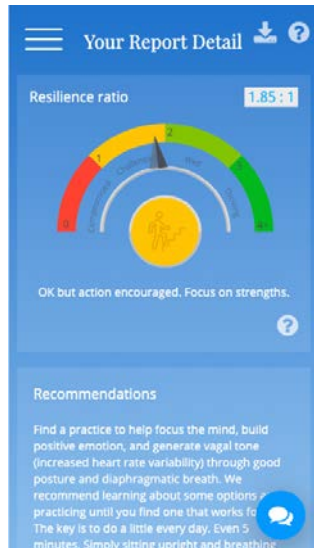 Your Report Detail
Resilience ratio
1.85 : 1
0
1
2
4+
Challenged
OK but action encouraged. Focus on strengths.
Recommendations
Find a practice to help focus the mind, build
positive emotion, and generate vagal tone
(increased heart rate variability) through good
posture and diaphragmatic breath. We
recommend learning about some options
practicing until you find one that works
The key is to do a little every day. Even 5
minutes. Simply sitting upright and breathing